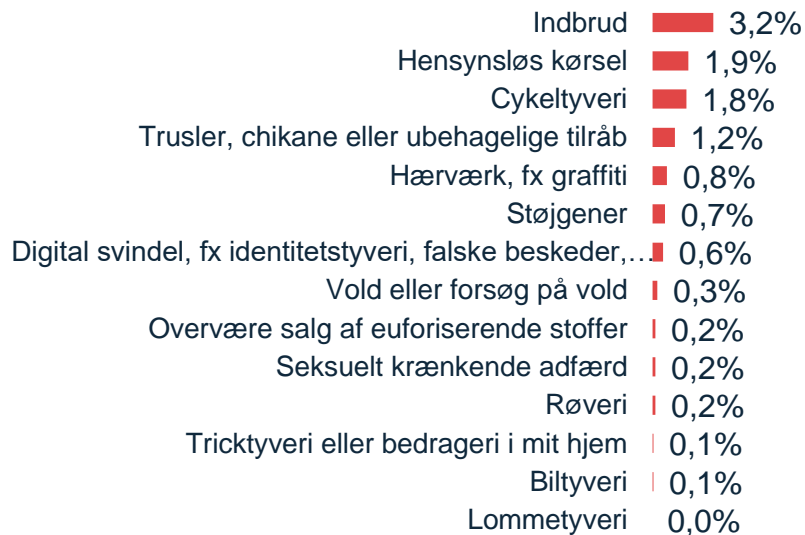 Indbrud 3,2%
Hensynsløs kørsel 1,9%
Cykeltyveri 1,8%
Trusler, chikane eller ubehagelige tilråb 1,2%
Hærværk, fx graffiti 0,8%
Støjgener 0,7%
Digital svindel, fx identitetstyveri, falske beskeder,… 0,6%
Vold eller forsøg på vold 0,3%
Overvære salg af euforiserende stoffer 0,2%
Seksuelt krænkende adfærd 0,2%
Røveri 0,2%
Tricktyveri eller bedrageri i mit hjem 0,1%
Biltyveri 0,1%
Lommetyveri 0,0%